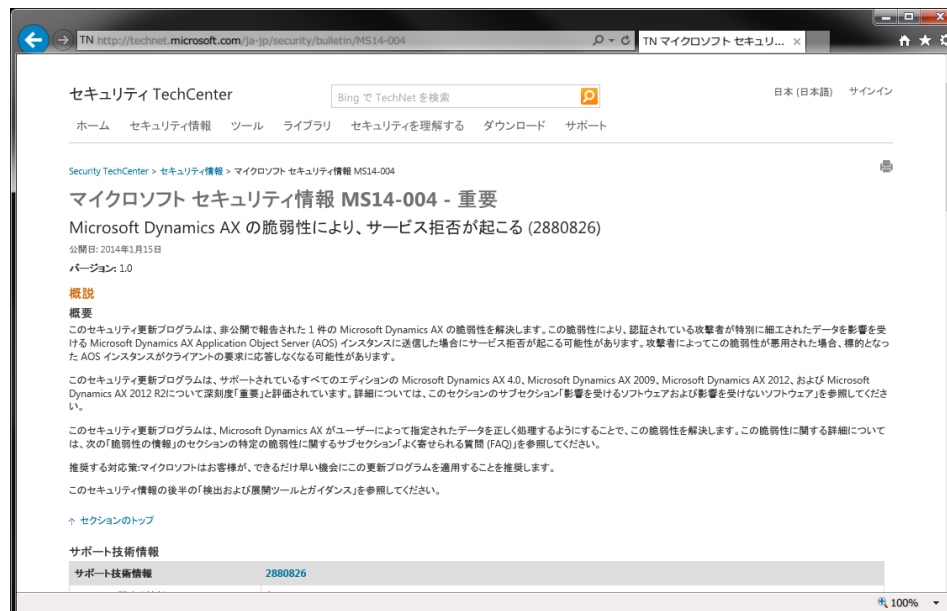 TN http://technet.microsoft.com/ja-jp/security/bulletin/MS14-004
TN マイクロソフト セキュリ...
セキュリティ TechCenter
Bing で TechNet を検索
日本 (日本語) サインイン
ホーム セキュリティ情報 ツール ライブラリ セキュリティを理解する ダウンロード サポート
Security TechCenter > セキュリティ情報 > マイクロソフト セキュリティ情報 MS14-004
マイクロソフト セキュリティ情報 MS14-004 - 重要
Microsoft Dynamics AX の脆弱性により、サービス拒否が起こる (2880826)
公開日: 2014年1月15日
バージョン: 1.0
概説
概要
このセキュリティ更新プログラムは、非公開で報告された 1 件の Microsoft Dynamics AX の脆弱性を解決します。この脆弱性により、認証されている攻撃者が特別に細工されたデータを影響を受
ける Microsoft Dynamics AX Application Object Server (AOS) インスタンスに送信した場合にサービス拒否が起こる可能性があります。攻撃者によってこの脆弱性が悪用された場合、標的となっ
た AOS インスタンスがクライアントの要求に応答しなくなる可能性があります。
このセキュリティ更新プログラムは、サポートされているすべてのエディションの Microsoft Dynamics AX 4.0、Microsoft Dynamics AX 2009、Microsoft Dynamics AX 2012、および Microsoft
Dynamics AX 2012 R2について深刻度「重要」と評価されています。詳細については、このセクションのサブセクション「影響を受けるソフトウェアおよび影響を受けないソフトウェア」を参照してくださ
い。
このセキュリティ更新プログラムは、Microsoft Dynamics AX がユーザーによって指定されたデータを正しく処理するようにすることで、この脆弱性を解決します。この脆弱性に関する詳細について
は、次の「脆弱性の情報」のセクションの特定の脆弱性に関するサブセクション「よく寄せられる質問 (FAQ)」を参照してください。
推奨する対応策:マイクロソフトはお客様が、できるだけ早い機会にこの更新プログラムを適用することを推奨します。
このセキュリティ情報の後半の「検出および展開ツールとガイダンス」を参照してください。
セクションのトップ
サポート技術情報
サポート技術情報 2880826
100%